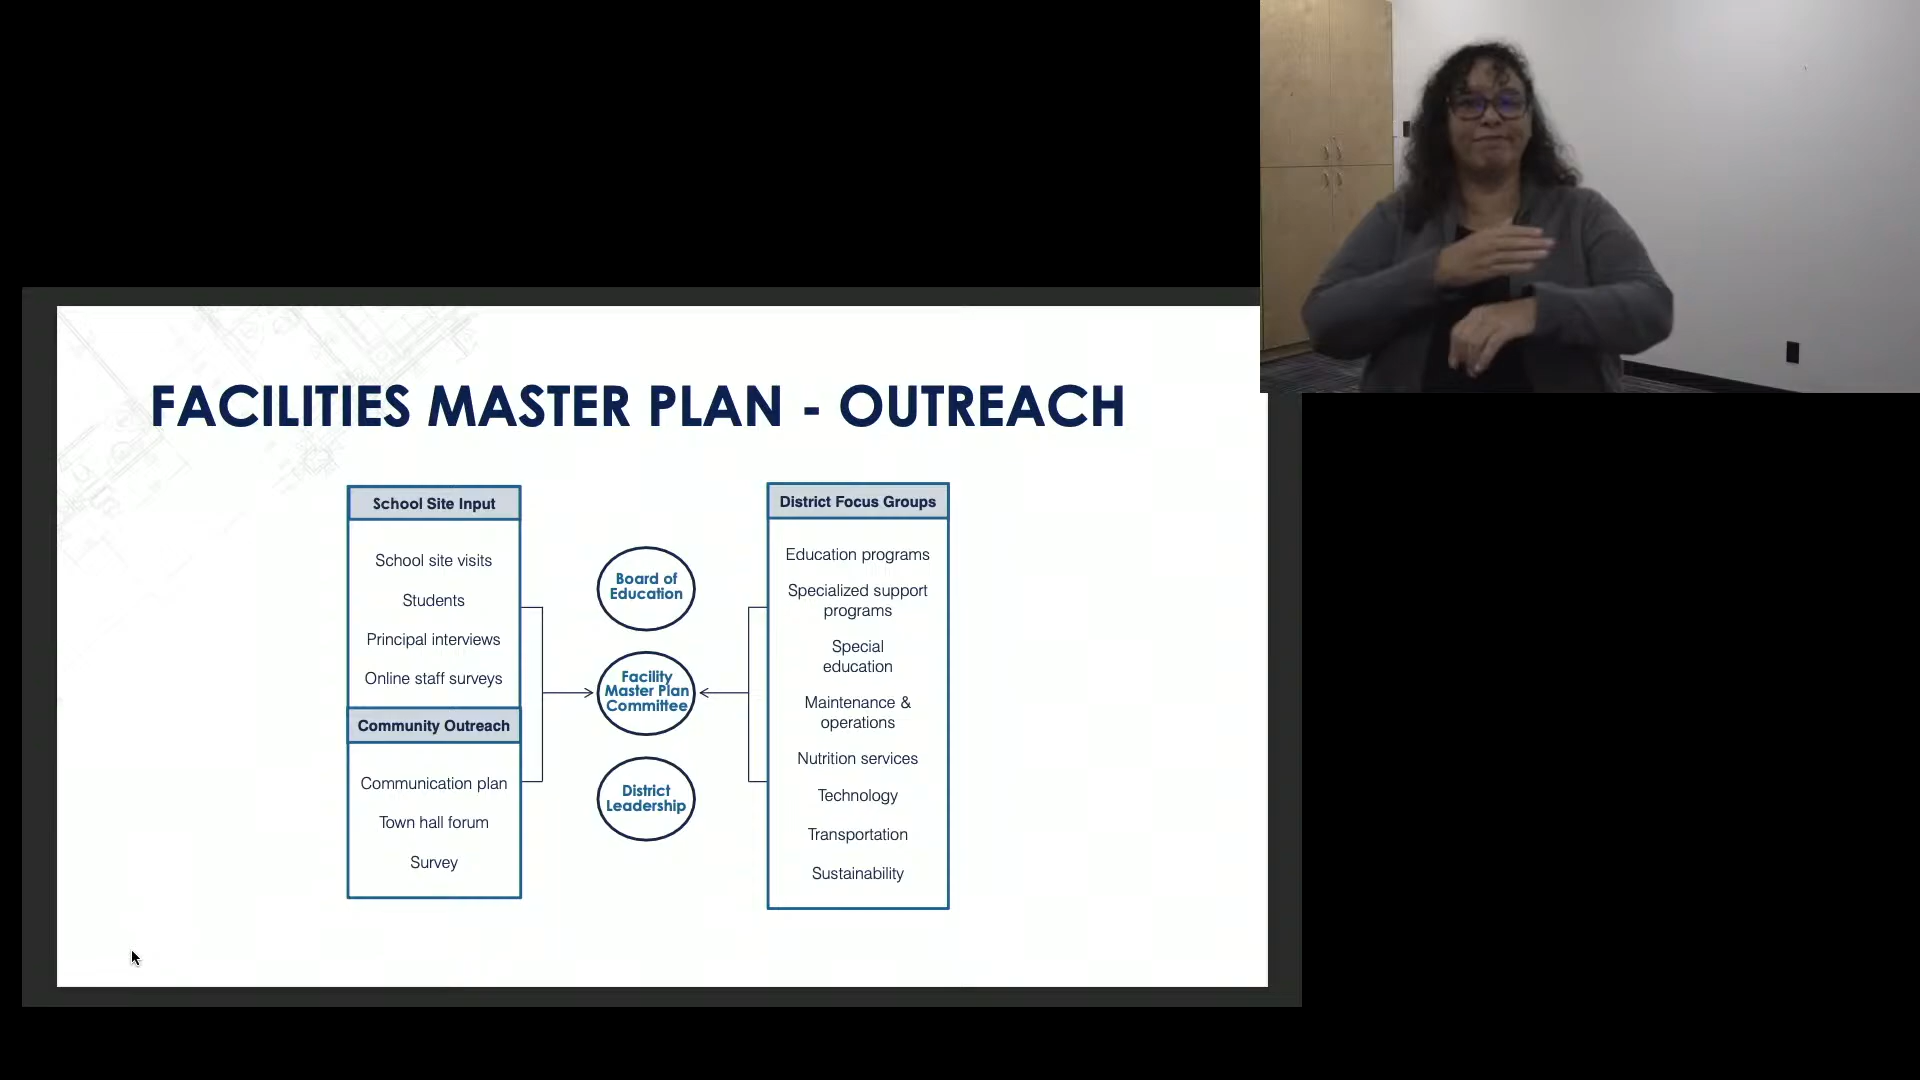 FACILITIES MASTER PLAN - OUTREACH
School Site Input
School site visits
Students
Principal interviews
Online staff surveys
Community Outreach
Communication plan
Town hall forum
Survey
Board of
Education
Facility
Master Plan
Committee
District
Leadership
District Focus Groups
Education programs
Specialized support
programs
Special
education
Maintenance &
operations
Nutrition services
Technology
Transportation
Sustainability